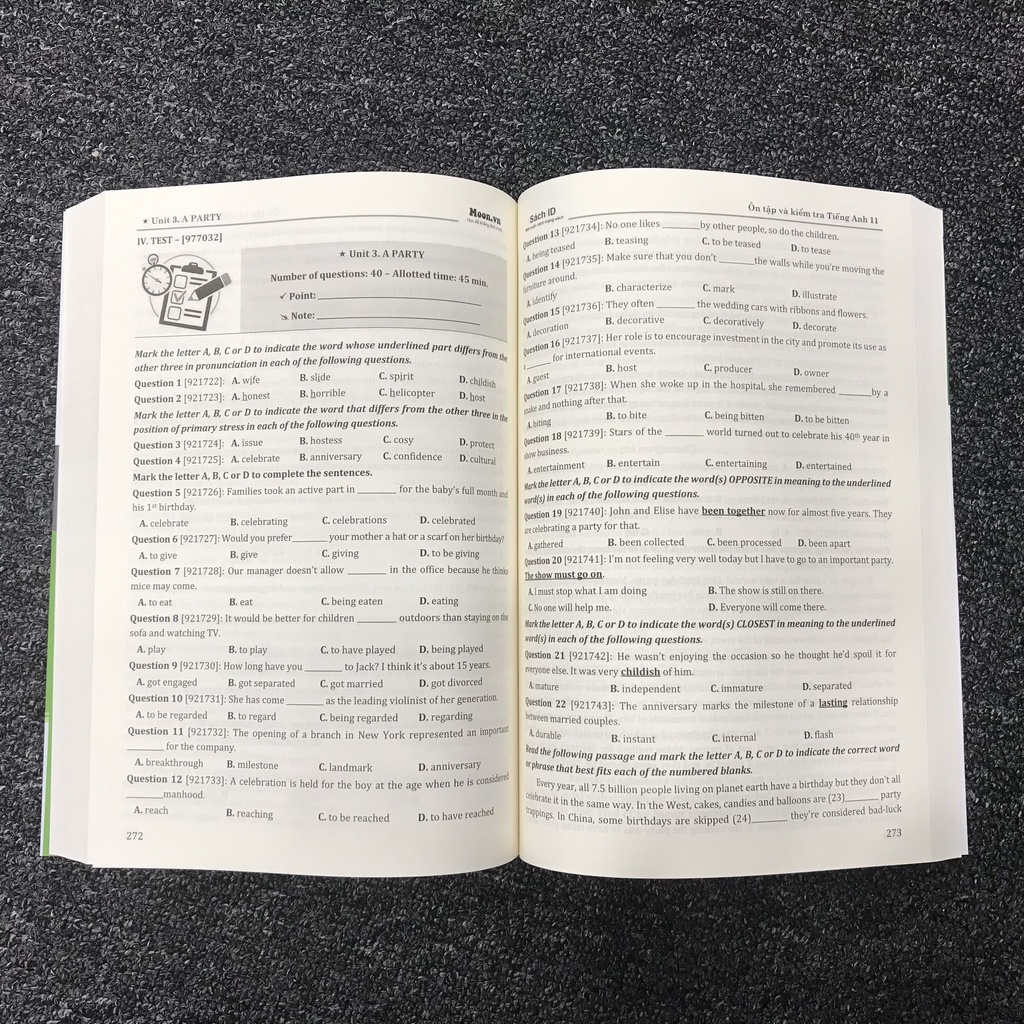 ★ Unit 3. A PARTY
Moon.vn
IV. TEST – [977032]
★ Unit 3. A PARTY
Number of questions: 40 – Allotted time: 45 min.
✓ Point:
Note:
Mark the letter A, B, C or D to indicate the word whose underlined part differs from the
other three in pronunciation in each of the following questions.
Question 1 [921722]: A. wife B. slide C. spirit D. childish
Question 2 [921723]: A. honest B. horrible C. helicopter D. host
Mark the letter A, B, C or D to indicate the word that differs from the other three in the
position of primary stress in each of the following questions.
Question 3 [921724]: A. issue B. hostess C. cosy D. protect
Question 4 [921725]: A. celebrate B. anniversary C. confidence D. cultural
Mark the letter A, B, C or D to complete the sentences.
Question 5 [921726]: Families took an active part in ________ for the baby's full month and
his 1st birthday.
A. celebrate B. celebrating C. celebrations D. celebrated
Question 6 [921727]: Would you prefer_______ your mother a hat or a scarf on her birthday?
A. to give B. give C. giving D. to be giving
Question 7 [921728]: Our manager doesn't allow ________ in the office because he thinks
mice may come.
A. to eat B. eat C. being eaten D. eating
Question 8 [921729]: It would be better for children ________ outdoors than staying on the
sofa and watching TV.
A. play B. to play C. to have played D. being played
Question 9 [921730]: How long have you ________ to Jack? I think it's about 15 years.
A. got engaged B. got separated C. got married D. got divorced
Question 10 [921731]: She has come ________ as the leading violinist of her generation.
A. to be regarded B. to regard C. being regarded D. regarding
Question 11 [921732]: The opening of a branch in New York represented an important
________ for the company.
A. breakthrough B. milestone C. landmark D. anniversary
Question 12 [921733]: A celebration is held for the boy at the age when he is considered
________manhood.
A. reach B. reaching C. to be reached D. to have reached
272
Sách ID
Ôn tập và kiểm tra Tiếng Anh 11
Question 13 [921734]: No one likes ________by other people, so do the children.
A. being teased B. teasing C. to be teased D. to tease
Question 14 [921735]: Make sure that you don't ________the walls while you're moving the
furniture around.
A. identify B. characterize C. mark D. illustrate
Question 15 [921736]: They often ________ the wedding cars with ribbons and flowers.
A. decoration B. decorative C. decoratively D. decorate
Question 16 [921737]: Her role is to encourage investment in the city and promote its use as
a ________ for international events.
A. guest B. host C. producer D. owner
Question 17 [921738]: When she woke up in the hospital, she remembered ________by a
snake and nothing after that.
A. biting B. to bite C. being bitten D. to be bitten
Question 18 [921739]: Stars of the ________ world turned out to celebrate his 40th year in
show business.
A. entertainment B. entertain C. entertaining D. entertained
Mark the letter A, B, C or D to indicate the word(s) OPPOSITE in meaning to the underlined
word(s) in each of the following questions.
Question 19 [921740]: John and Elise have been together now for almost five years. They
are celebrating a party for that.
A. gathered B. been collected C. been processed D. been apart
Question 20 [921741]: I'm not feeling very well today but I have to go to an important party.
The show must go on.
A. I must stop what I am doing B. The show is still on there.
C. No one will help me. D. Everyone will come there.
Mark the letter A, B, C or D to indicate the word(s) CLOSEST in meaning to the underlined
word(s) in each of the following questions.
Question 21 [921742]: He wasn't enjoying the occasion so he thought he'd spoil it for
everyone else. It was very childish of him.
A. mature B. independent C. immature D. separated
Question 22 [921743]: The anniversary marks the milestone of a lasting relationship
between married couples.
A. durable B. instant C. internal D. flash
Read the following passage and mark the letter A, B, C or D to indicate the correct word
or phrase that best fits each of the numbered blanks.
Every year, all 7.5 billion people living on planet earth have a birthday but they don't all
celebrate it in the same way. In the West, cakes, candies and balloons are (23)_______ party
trappings. In China, some birthdays are skipped (24)________ they're considered bad-luck
273